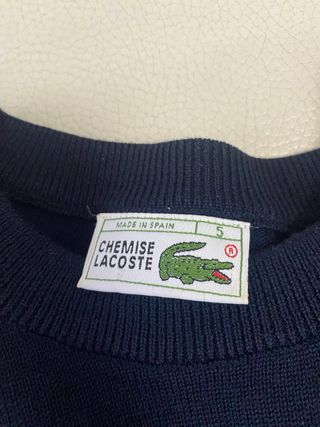 MADE IN SPAIN 5
CHEMISE
LACOSTE
®